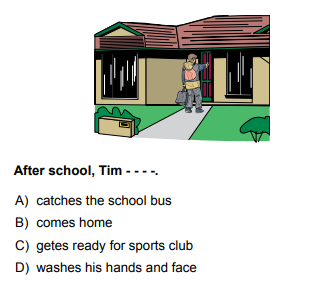 After school, Tim - - - -.
A) catches the school bus
B) comes home
C) getes ready for sports club
D) washes his hands and face